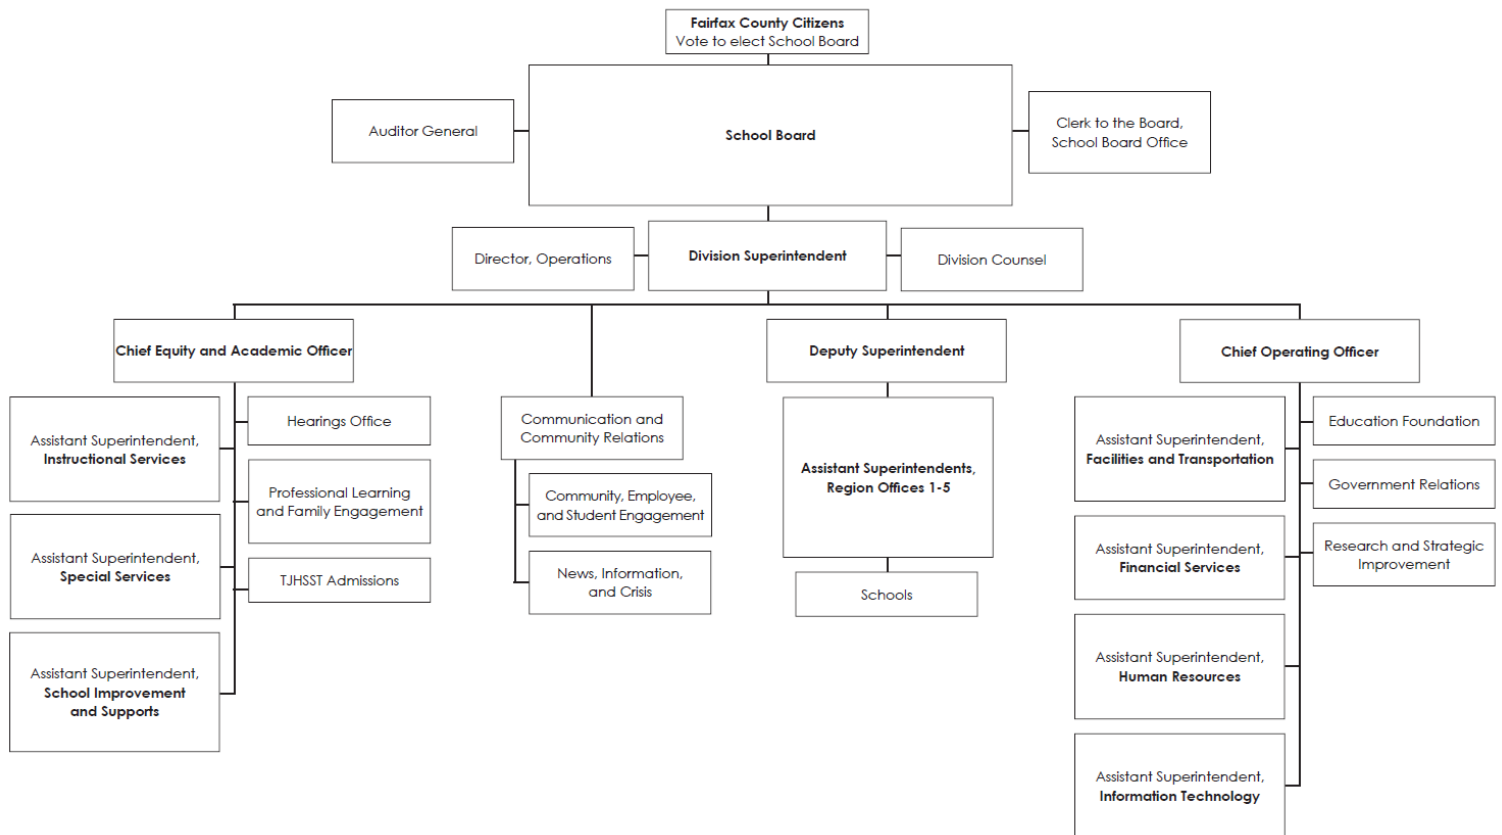 Fairfax County Citizens
Vote to elect School Board
Auditor General
School Board
Clerk to the Board,
School Board Office
Director, Operations
Division Superintendent
Division Counsel
Chief Equity and Academic Officer
Deputy Superintendent
Chief Operating Officer
Assistant Superintendent,
Instructional Services
Hearings Office
Professional Learning
and Family Engagement
Assistant Superintendent,
Special Services
TJHSST Admissions
Assistant Superintendent,
School Improvement
and Supports
Communication and
Community Relations
Community, Employee,
and Student Engagement
News, Information,
and Crisis
Assistant Superintendents,
Region Offices 1-5
Schools
Assistant Superintendent,
Facilities and Transportation
Education Foundation
Government Relations
Assistant Superintendent,
Financial Services
Research and Strategic
Improvement
Assistant Superintendent,
Human Resources
Assistant Superintendent,
Information Technology